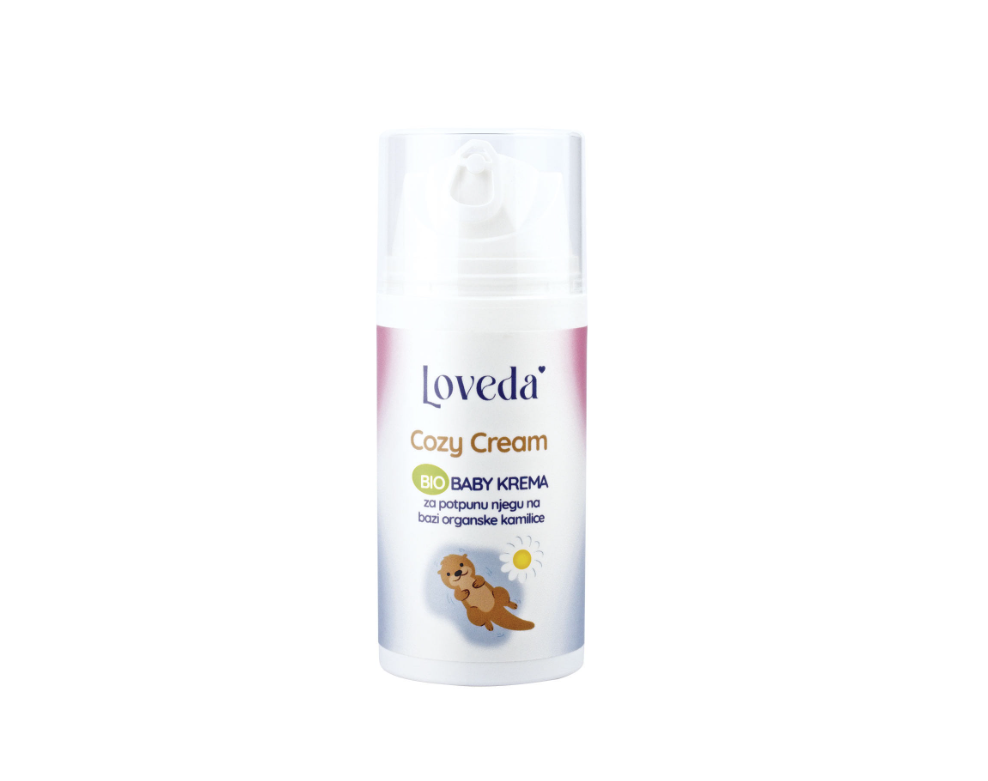 Loveda
Cozy Cream
BIO BABY KREMA
za potpunu njegu na
bazi organske kamilice